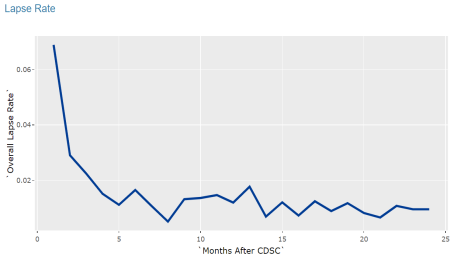 Lapse Rate
0.06
0.04
0.02
`Overall Lapse Rate`
0 5 10 15 20 25
`Months After CDSC`